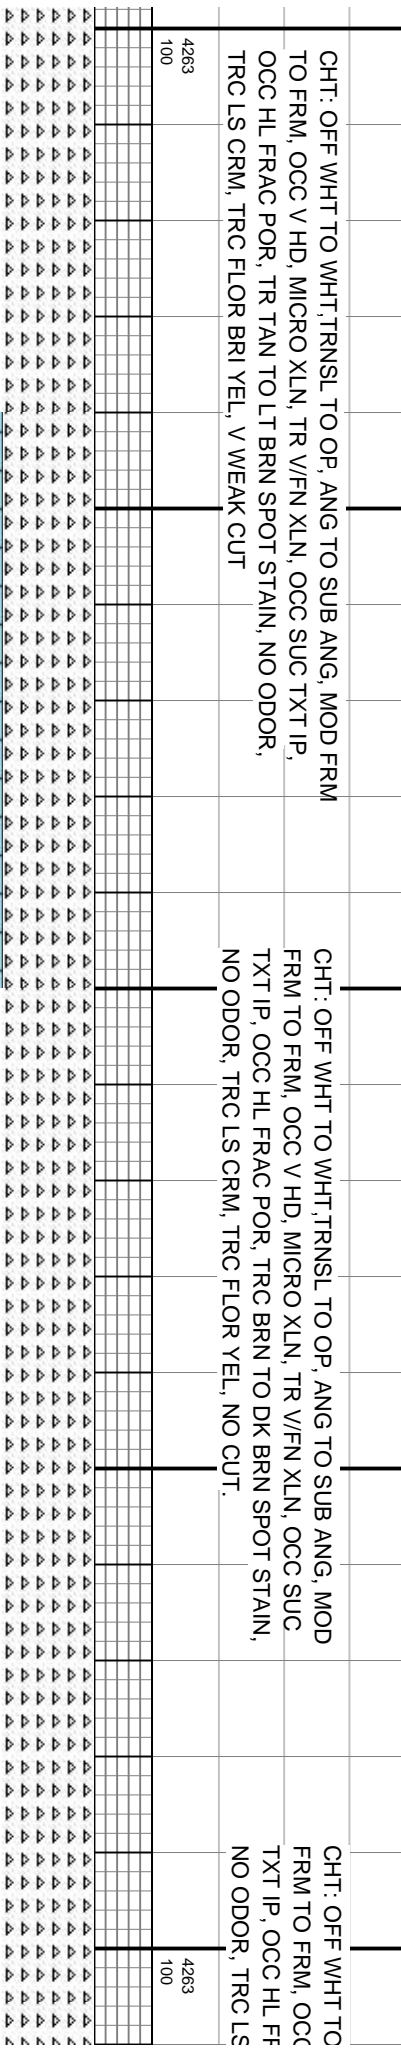 4263
100
CHT: OFF WHT TO WHT,TRNSL TO OP, ANG TO SUB ANG, MOD FRM
TO FRM, OCC V HD, MICRO XLN, TR V/FN XLN, OCC SUC TXT IP,
OCC HL FRAC POR, TR TAN TO LT BRN SPOT STAIN, NO ODOR,
TRC LS CRM, TRC FLOR BRI YEL, V WEAK CUT
CHT: OFF WHT TO WHT,TRNSL TO OP, ANG TO SUB ANG, MOD
FRM TO FRM, OCC V HD, MICRO XLN, TR V/FN XLN, OCC SUC
TXT IP, OCC HL FRAC POR, TRC BRN TO DK BRN SPOT STAIN,
NO ODOR, TRC LS CRM, TRC FLOR YEL, NO CUT.
CHT: OFF WHT TO
FRM TO FRM, OCC
TXT IP, OCC HL FR
NO ODOR, TRC LS
4263
100